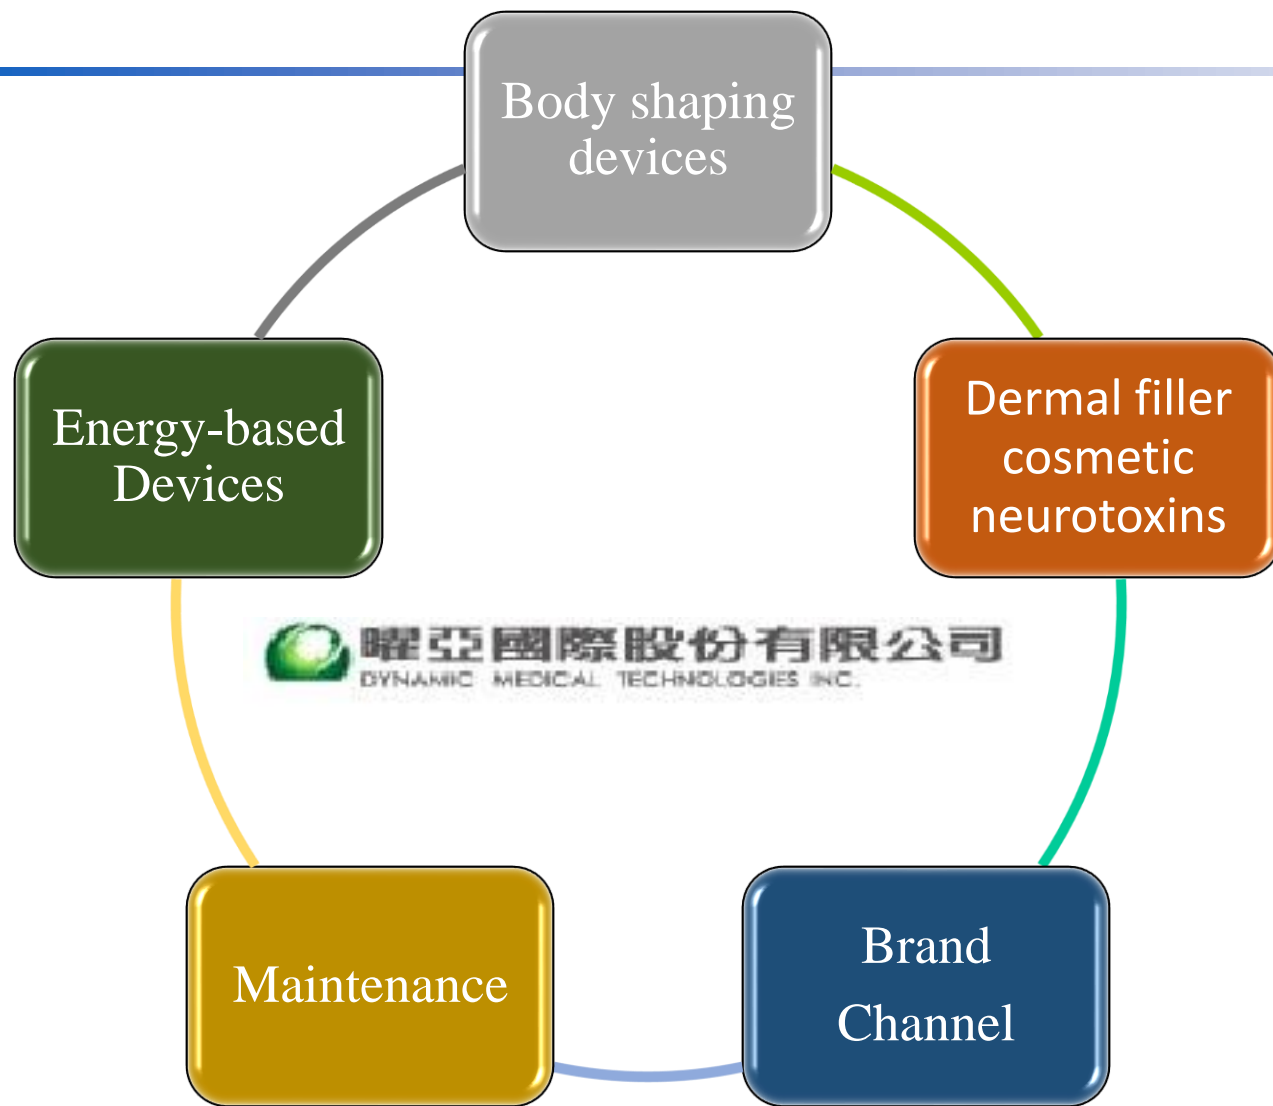 Body shaping
devices
Energy-based
Devices
Dermal filler
cosmetic
neurotoxins
曜亞國際股份有限公司
DYNAMIC MEDICAL TECHNOLOGIES INC.
Maintenance
Brand
Channel